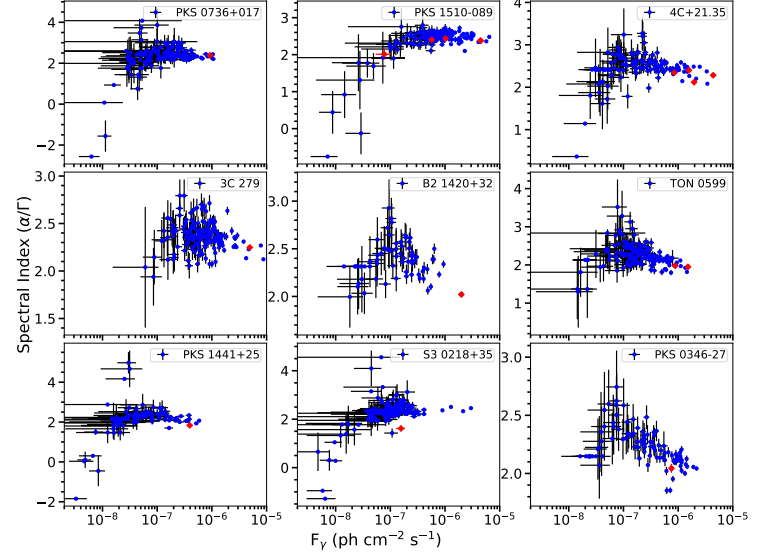 PKS 0736+017
PKS 1510-089
4C+21.35
4
2
0
−2
3
2
1
0
4
3
2
1
3C 279
B2 1420+32
TON 0599
3.0
2.5
2.0
1.5
3.0
2.5
2.0
4
3
2
1
Spectral Index (α/Γ)
PKS 1441+25
S3 0218+35
PKS 0346-27
4
2
0
−2
4
2
0
3.0
2.5
2.0
10−8 10−7 10−6 10−5
10−8 10−7 10−6 10−5
10−8 10−7 10−6 10−5
Fγ (ph cm−2 s−1)